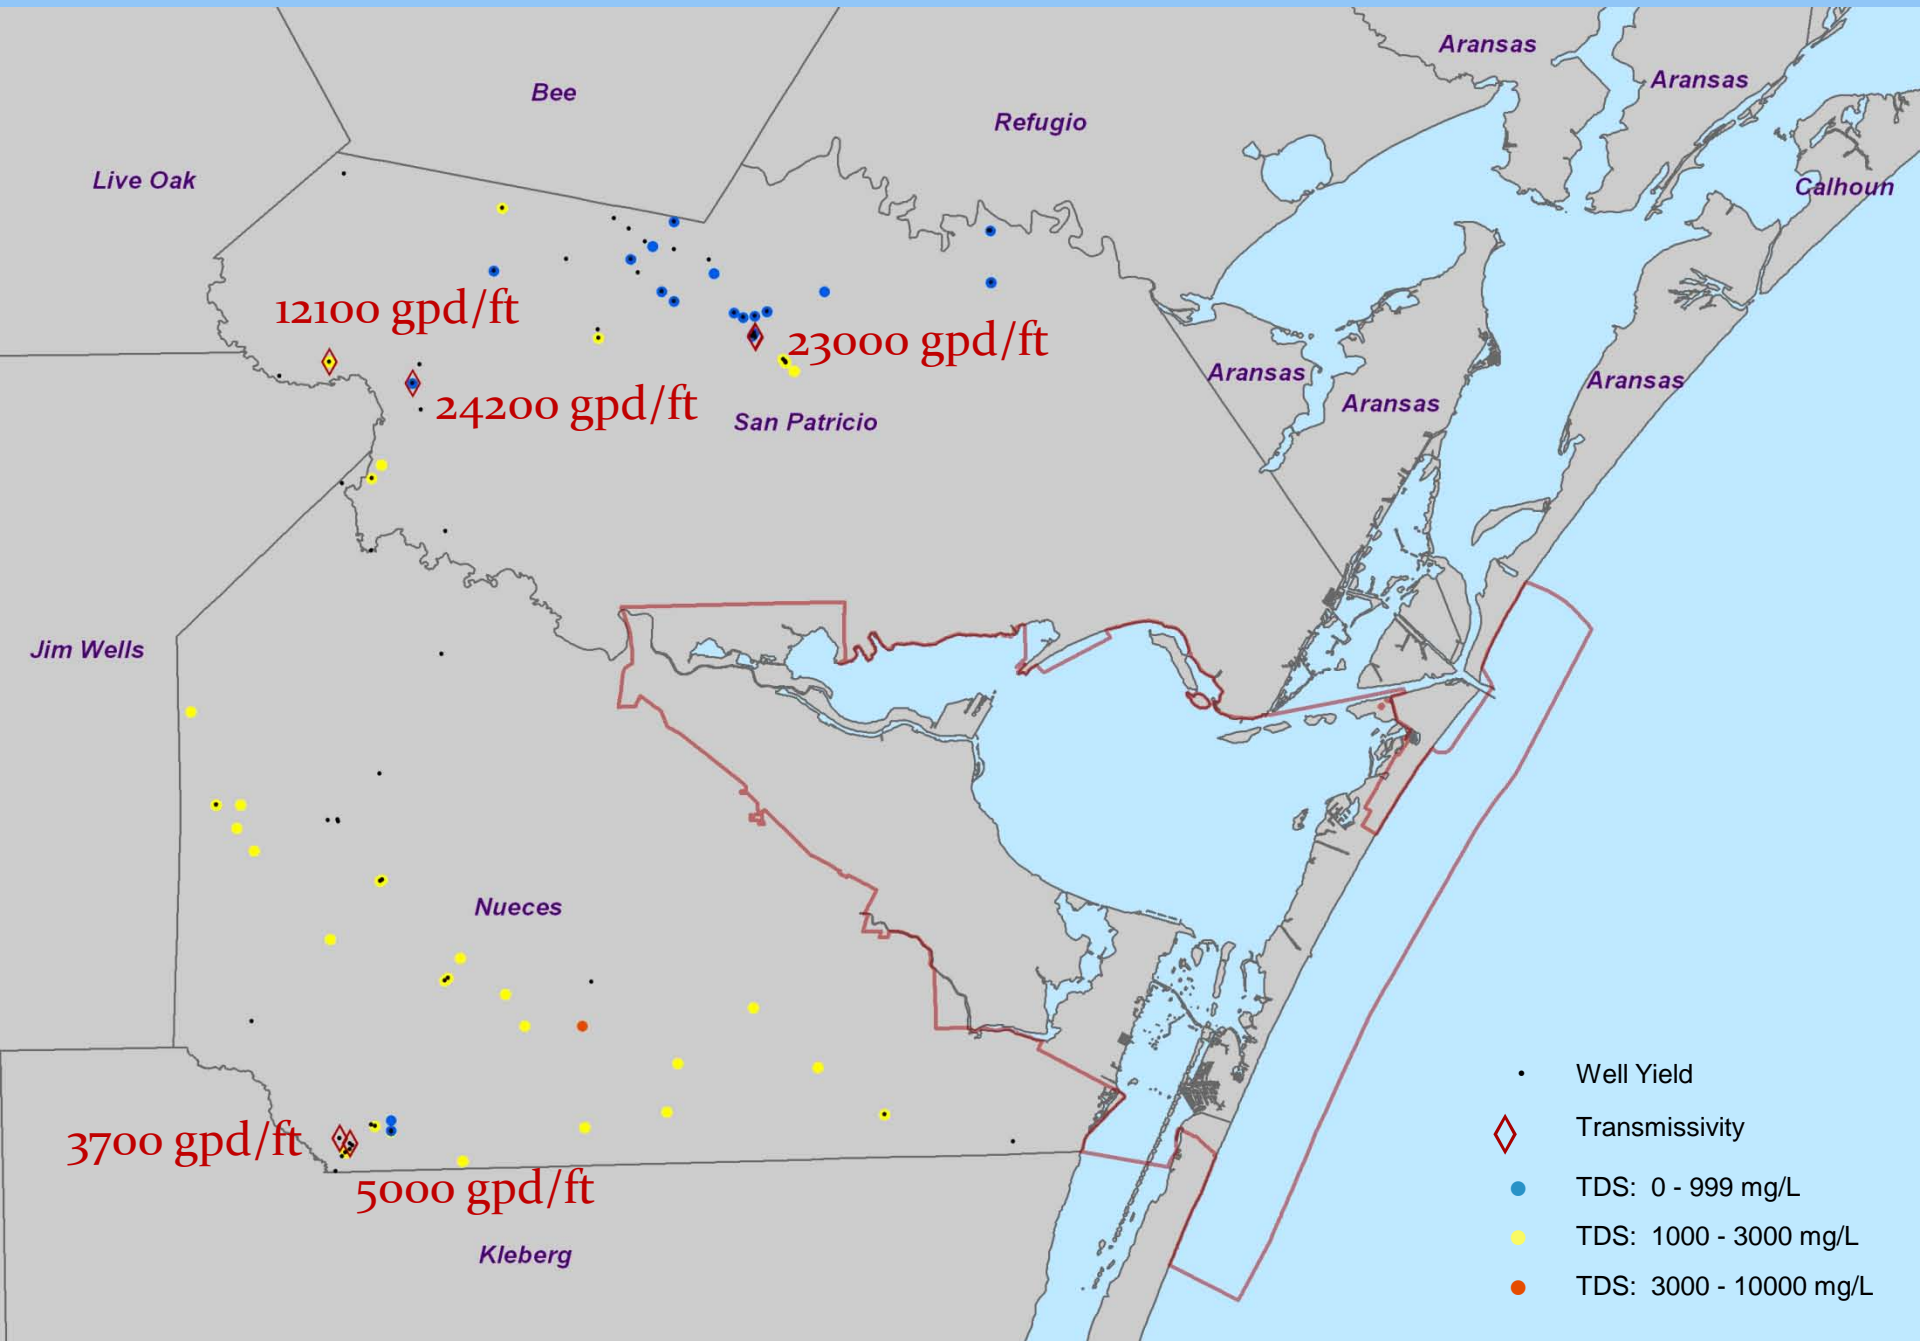 Aransas
Aransas
Bee
Refugio
Live Oak
Calhoun
12100 gpd/ft
23000 gpd/ft
Aransas
Aransas
Aransas
24200 gpd/ft
San Patricio
Jim Wells
Nueces
3700 gpd/ft
5000 gpd/ft
Kleberg
Well Yield
Transmissivity
TDS: 0 - 999 mg/L
TDS: 1000 - 3000 mg/L
TDS: 3000 - 10000 mg/L